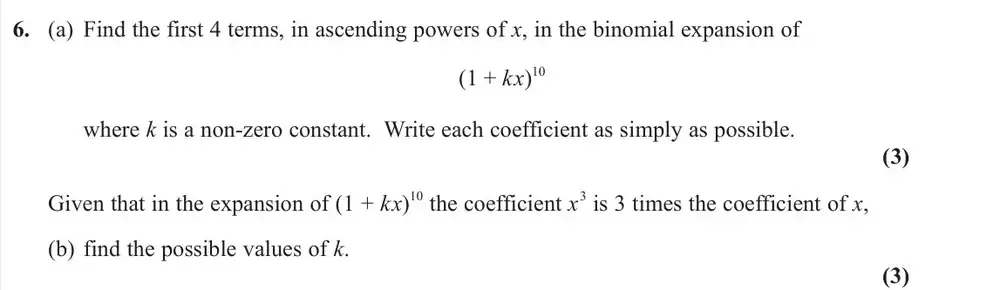 6. (a) Find the first 4 terms, in ascending powers of x, in the binomial expansion of
(1 + kx)¹⁰
where k is a non-zero constant. Write each coefficient as simply as possible.
(3)
Given that in the expansion of (1 + kx)¹⁰ the coefficient x³ is 3 times the coefficient of x,
(b) find the possible values of k.
(3)